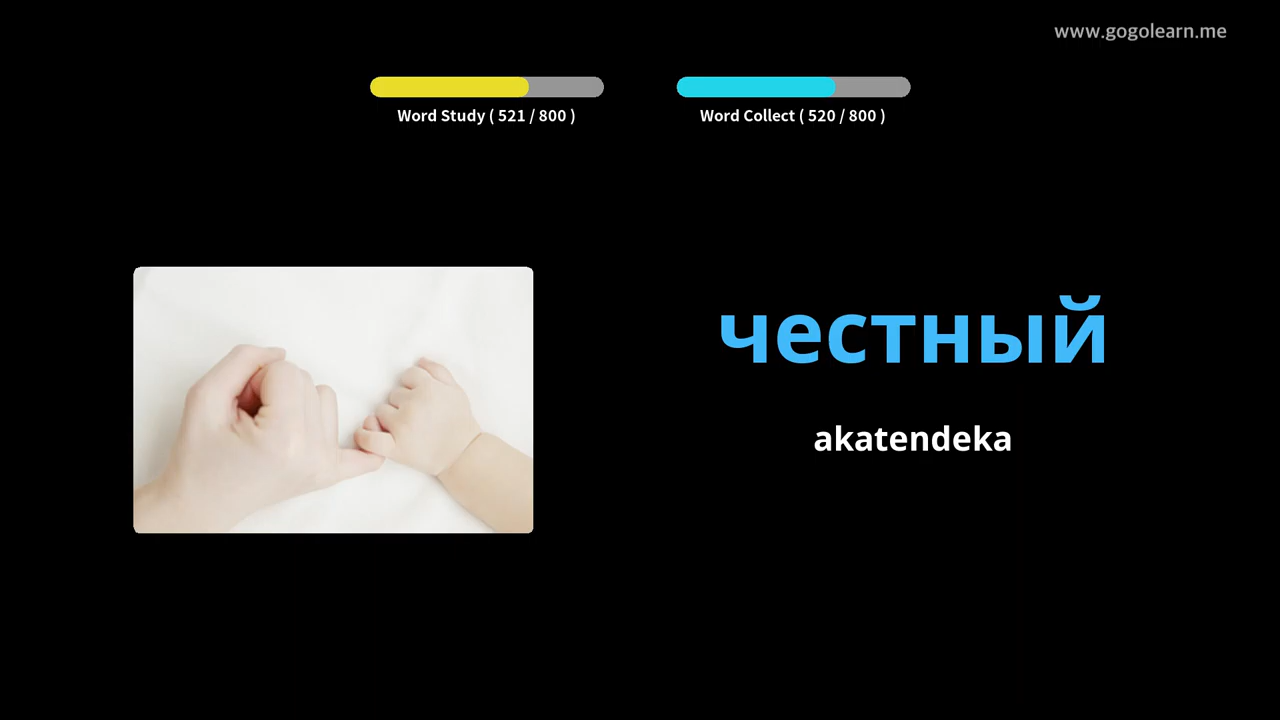 www.gogolearn.me
Word Study ( 521 / 800 )
Word Collect ( 520 / 800 )
честный
akatendeka